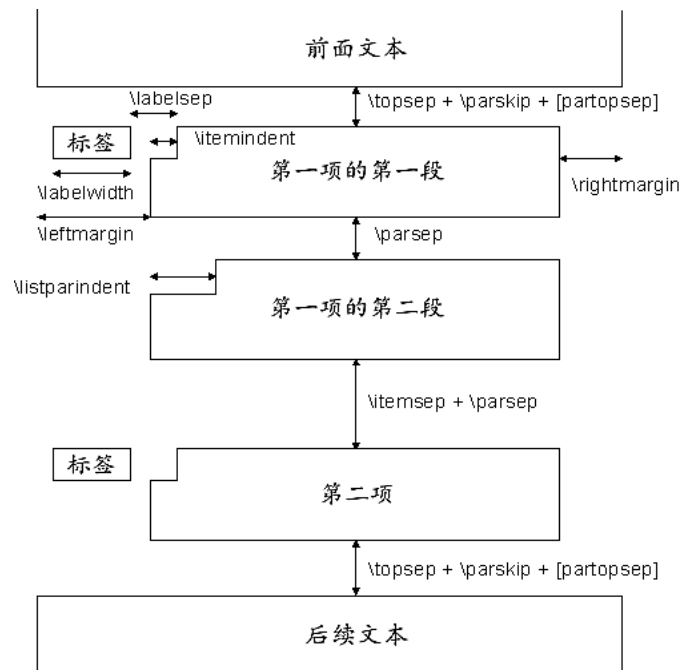 前面文本
\labelsep
\topsep + \parskip + [partopsep]
标签
\itemindent
第一项的第一段
\labelwidth
\rightmargin
\leftmargin
\parsep
\listparindent
第一项的第二段
\itemsep + \parsep
标签
第二项
\topsep + \parskip + [partopsep]
后续文本